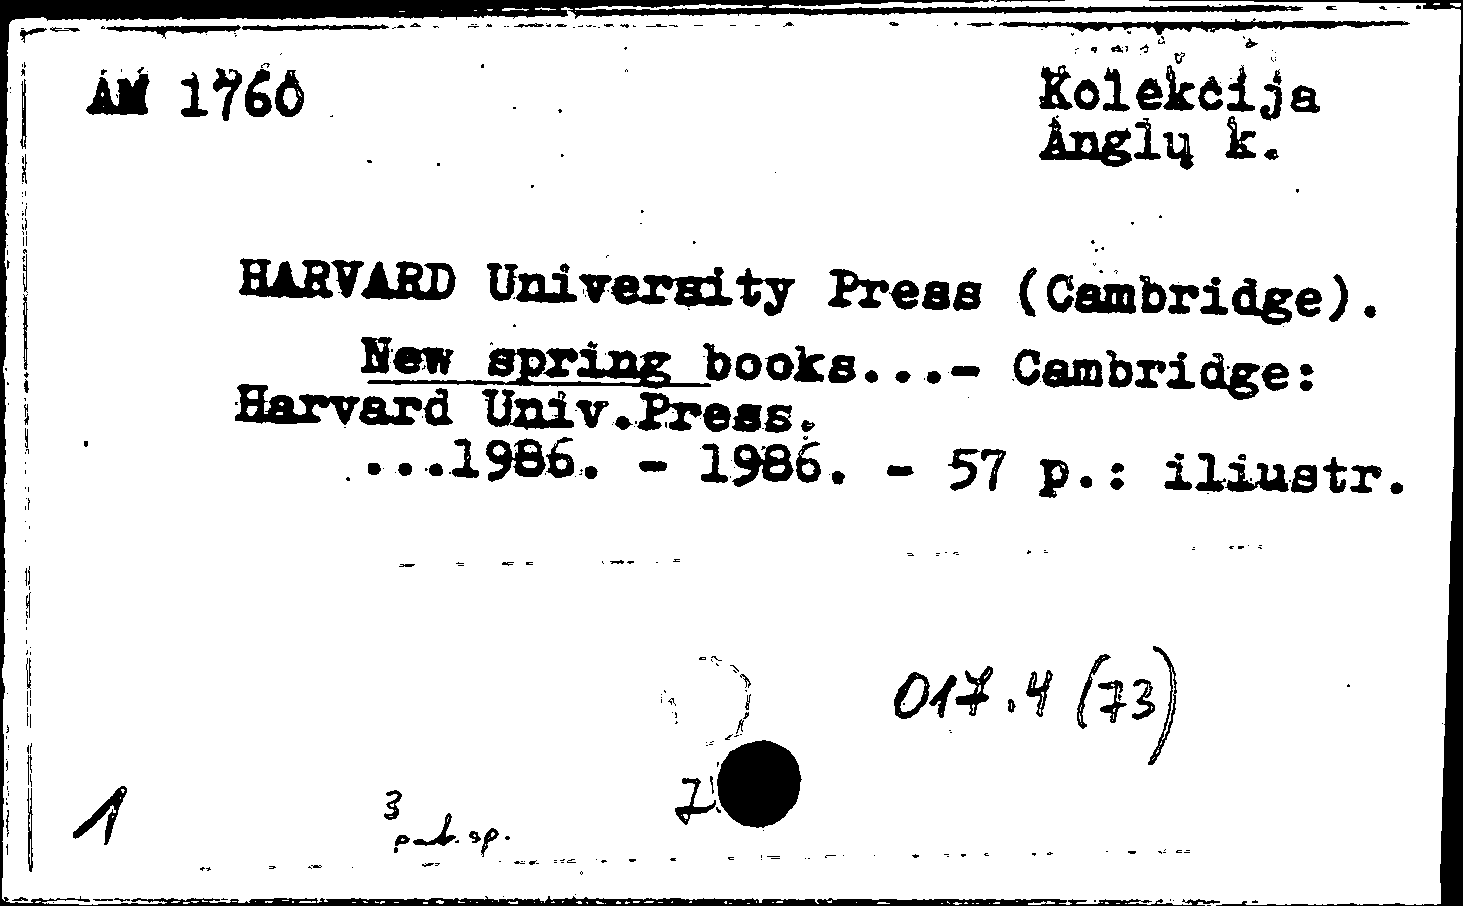 AM 1760
Kolekcija
Anglų k.
HARVARD University Press (Cambridge).
New spring books...- Cambridge:
Harvard Univ.Press.
...1986. - 1986. - 57 p.: iliustr.
017.4 (73)
1
3
sp.